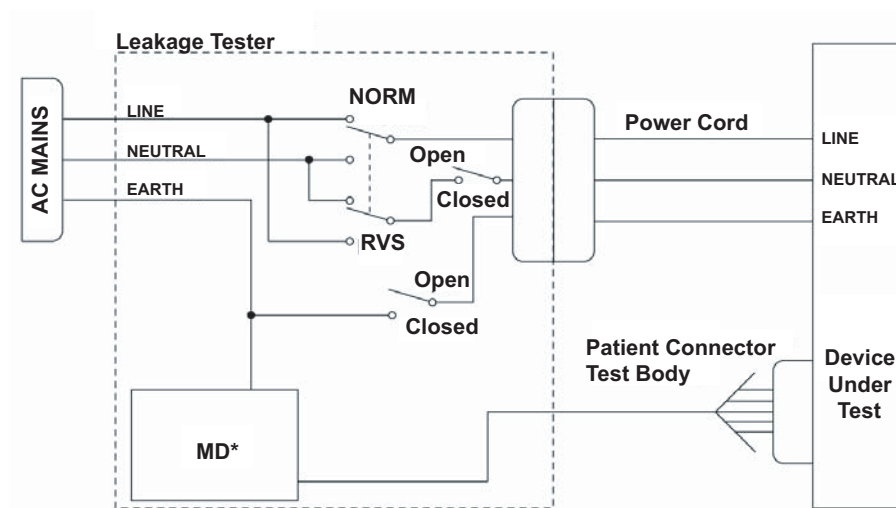 Leakage Tester
AC MAINS
LINE
NEUTRAL
EARTH
NORM
Open
Closed
RVS
Open
Closed
Power Cord
LINE
NEUTRAL
EARTH
MD*
Patient Connector
Test Body
Device
Under
Test